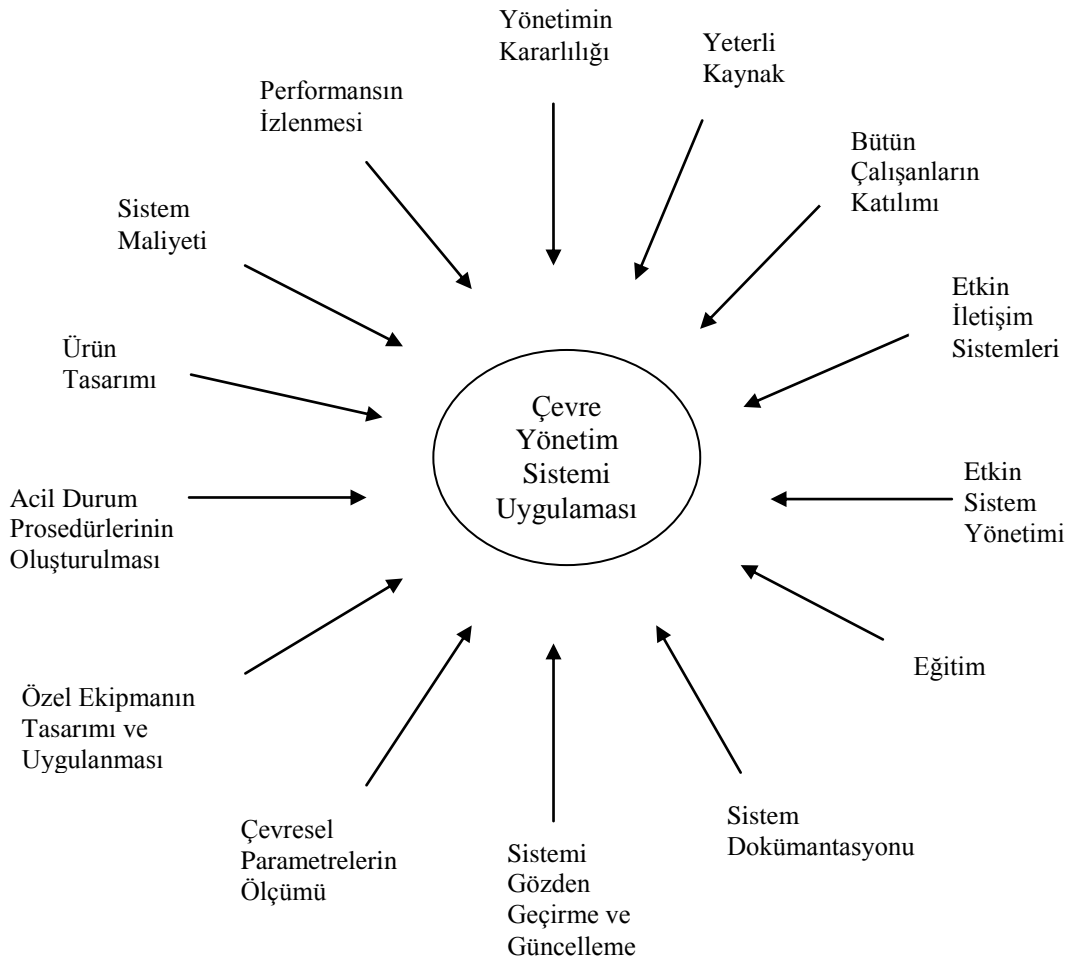 Yönetimin
Kararlılığı
Yeterli
Kaynak
Performansın
İzlenmesi
Bütün
Çalışanların
Katılımı
Sistem
Maliyeti
Etkin
İletişim
Sistemleri
Ürün
Tasarımı
Çevre
Yönetim
Sistemi
Uygulaması
Acil Durum
Prosedürlerinin
Oluşturulması
Etkin
Sistem
Yönetimi
Eğitim
Özel Ekipmanın
Tasarımı ve
Uygulanması
Çevresel
Parametrelerin
Ölçümü
Sistemi
Gözden
Geçirme ve
Güncelleme
Sistem
Dokümantasyonu